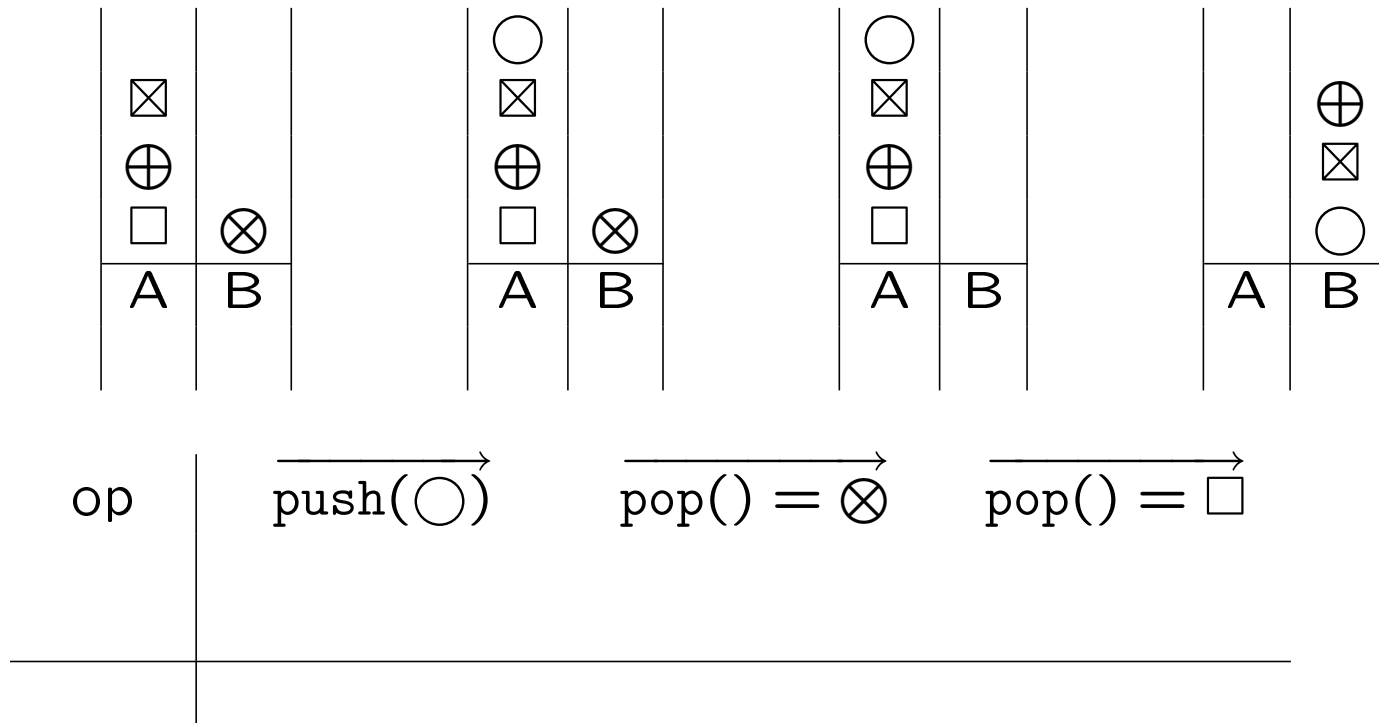 A B A B A B A B
op push(○) pop() = ⊗ pop() = □